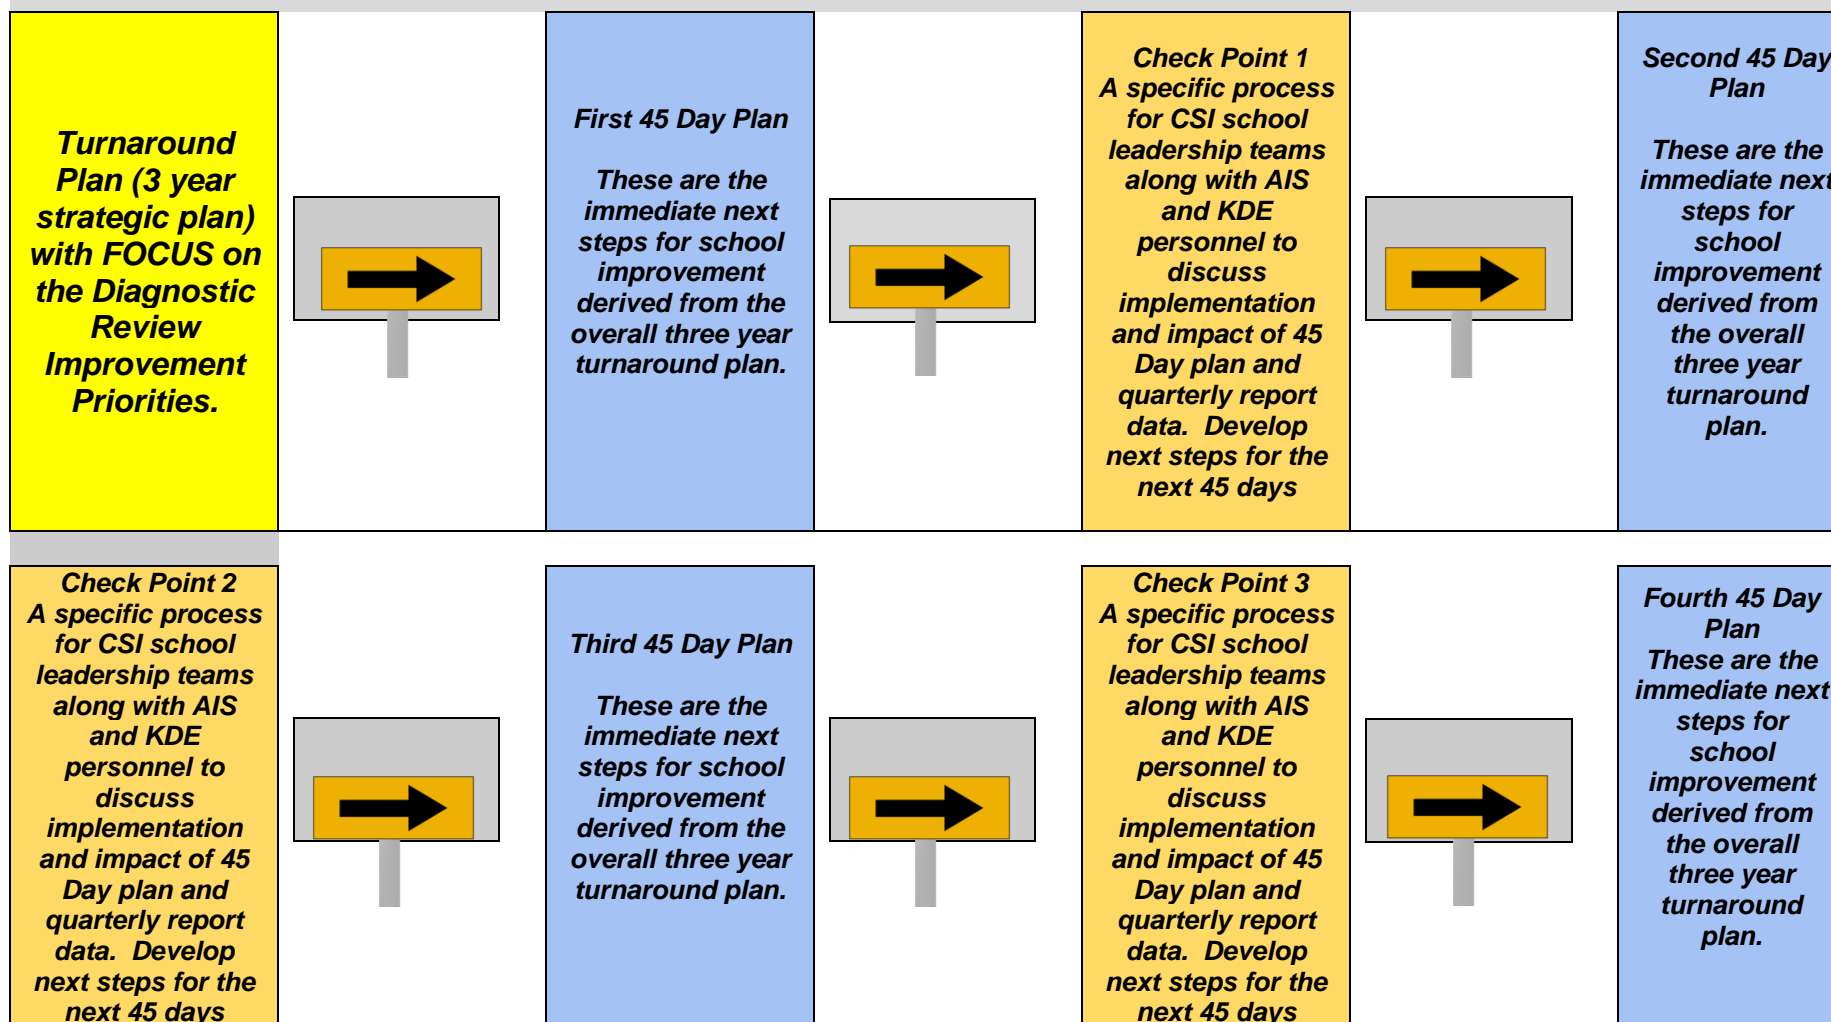 Turnaround
Plan (3 year
strategic plan)
with FOCUS on
the Diagnostic
Review
Improvement
Priorities.
First 45 Day Plan
These are the
immediate next
steps for school
improvement
derived from the
overall three year
turnaround plan.
Check Point 1
A specific process
for CSI school
leadership teams
along with AIS
and KDE
personnel to
discuss
implementation
and impact of 45
Day plan and
quarterly report
data.  Develop
next steps for the
next 45 days
Second 45 Day
Plan
These are the
immediate next
steps for
school
improvement
derived from
the overall
three year
turnaround
plan.
Check Point 2
A specific process
for CSI school
leadership teams
along with AIS
and KDE
personnel to
discuss
implementation
and impact of 45
Day plan and
quarterly report
data.  Develop
next steps for the
next 45 days
Third 45 Day Plan
These are the
immediate next
steps for school
improvement
derived from the
overall three year
turnaround plan.
Check Point 3
A specific process
for CSI school
leadership teams
along with AIS
and KDE
personnel to
discuss
implementation
and impact of 45
Day plan and
quarterly report
data.  Develop
next steps for the
next 45 days
Fourth 45 Day
Plan
These are the
immediate next
steps for
school
improvement
derived from
the overall
three year
turnaround
plan.